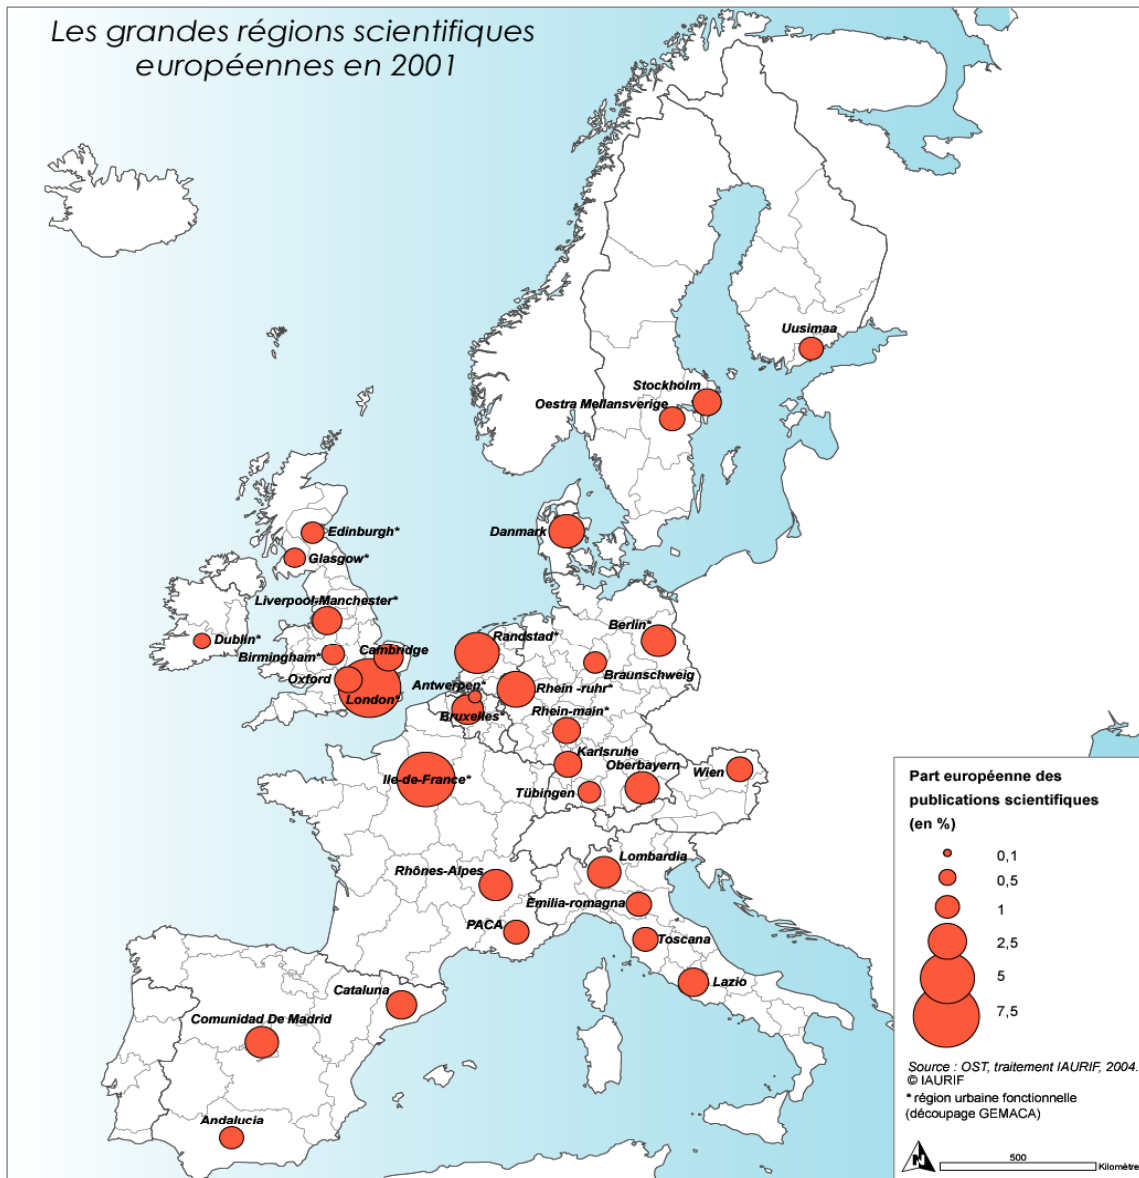 Les grandes régions scientifiques
européennes en 2001
Uusimaa
Stockholm
Oestra Mellansverige
Edinburgh*
Danmark
Glasgow*
Liverpool-Manchester*
Berlin*
Dublin*
Randstad*
Birmingham*
Cambridge
Braunschweig
Oxford
Antwerpen*
Rhein -ruhr*
London*
Bruxelles*
Rhein-main*
Karlsruhe
Oberbayern
Wien
Ile-de-France*
Tübingen
Lombardia
Rhônes-Alpes
Emilia-romagna
PACA
Toscana
Lazio
Cataluna
Comunidad De Madrid
Andalucia
Part européenne des
publications scientifiques
(en %)
0,1
0,5
1
2,5
5
7,5
Source : OST, traitement IAURIF, 2004.
© IAURIF
* région urbaine fonctionnelle
(découpage GEMACA)
N
500
Kilomètre